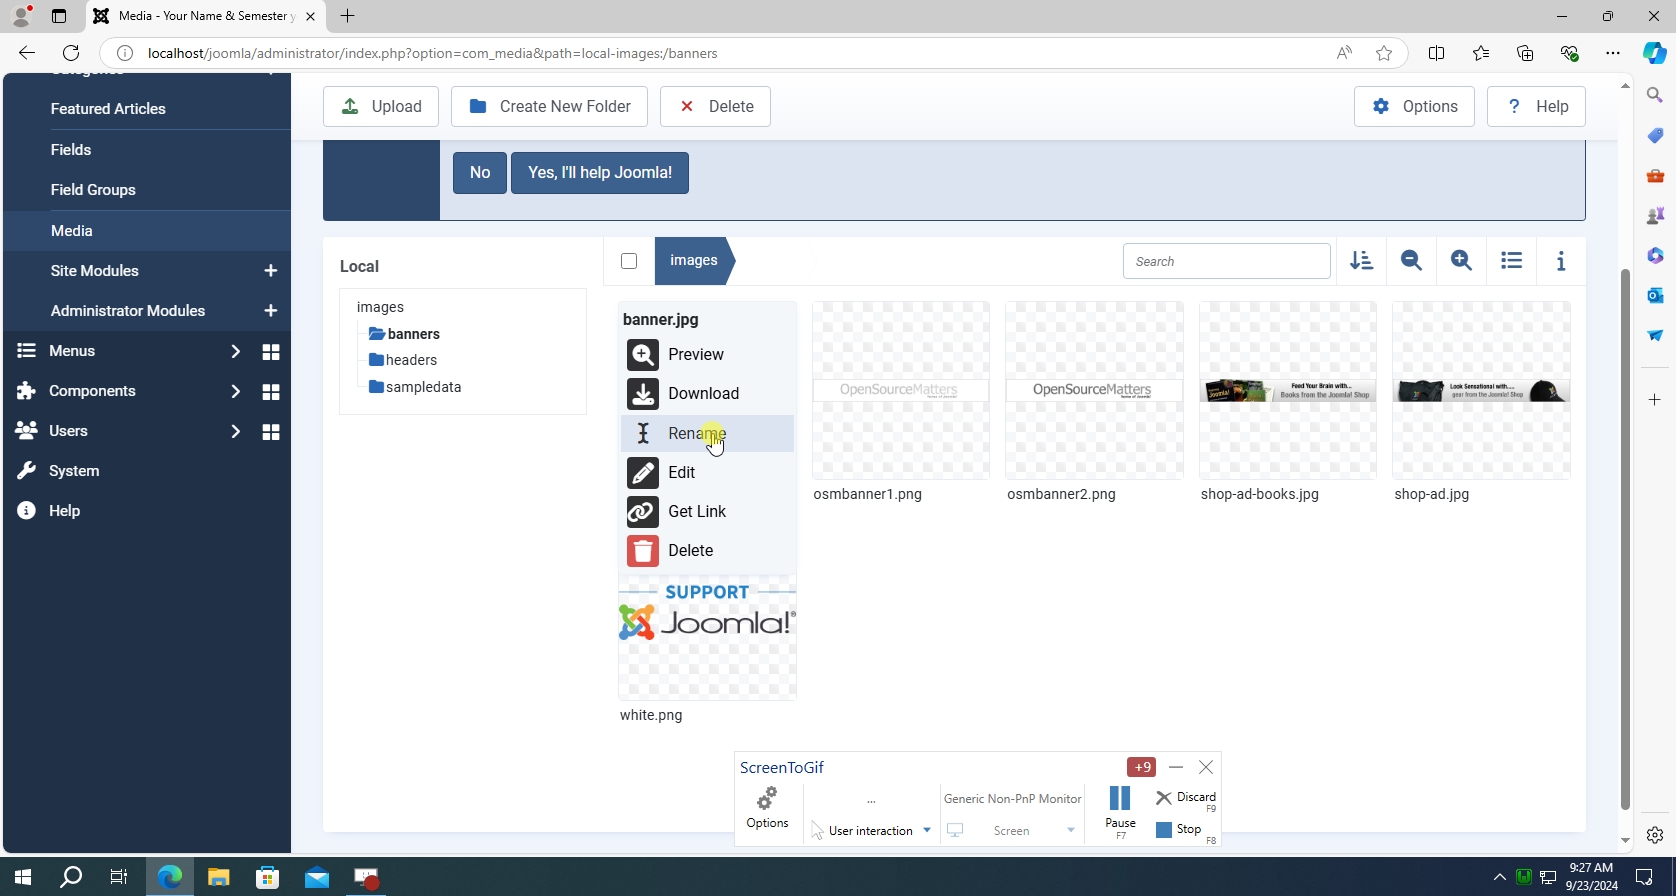 Media - Your Name & Semester
localhost/joomla/administrator/index.php?option=com_media&path=local-images:/banners
Categories
Featured Articles
Fields
Field Groups
Media
Site Modules
Administrator Modules
Menus
Components
Users
System
Help
Upload
Create New Folder
Delete
Options
? Help
No
Yes, I'll help Joomla!
Local
images
Search
images
banners
headers
sampledata
banner.jpg
Preview
Download
Rename
Edit
Get Link
Delete
OpenSourceMatters
OpenSourceMatters
Feed Your Brain with...
Books from the Joomla! Shop
Look Sensational with....
gear from the Joomla! Shop
osmbanner1.png
osmbanner2.png
shop-ad-books.jpg
shop-ad.jpg
SUPPORT
Joomla!®
white.png
ScreenToGif
+9
Options
...
User interaction
Generic Non-PnP Monitor
Screen
Pause
F7
Discard
F9
Stop
F8
9:27 AM
9/23/2024